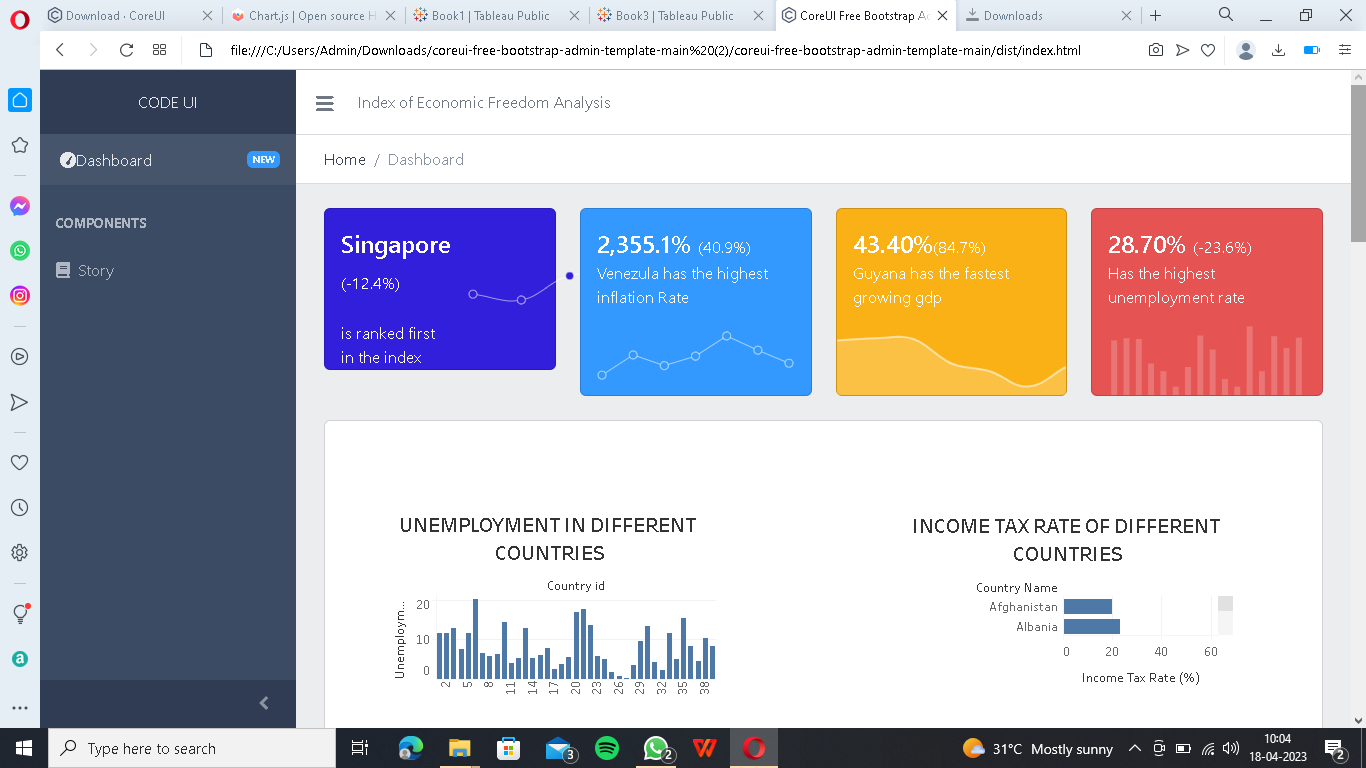 Download · CoreUI
Chart.js | Open source H
Book1 | Tableau Public
Book3 | Tableau Public
CoreUI Free Bootstrap Ad
Downloads
file:///C:/Users/Admin/Downloads/coreui-free-bootstrap-admin-template-main%20(2)/coreui-free-bootstrap-admin-template-main/dist/index.html
CODE UI
Index of Economic Freedom Analysis
Dashboard NEW
Home / Dashboard
COMPONENTS
Story
Singapore
(-12.4%)
is ranked first
in the index
2,355.1% (40.9%)
Venezula has the highest
inflation Rate
43.40%(84.7%)
Guyana has the fastest
growing gdp
28.70% (-23.6%)
Has the highest
unemployment rate
UNEMPLOYMENT IN DIFFERENT
COUNTRIES
Country id
Unemploym...
20
10
0
2 5 8 11 14 17 20 23 26 29 32 35 38
INCOME TAX RATE OF DIFFERENT
COUNTRIES
Country Name
Afghanistan
Albania
0 20 40 60
Income Tax Rate (%)
a
Type here to search
3
2
W
31°C Mostly sunny
10:04
18-04-2023
2